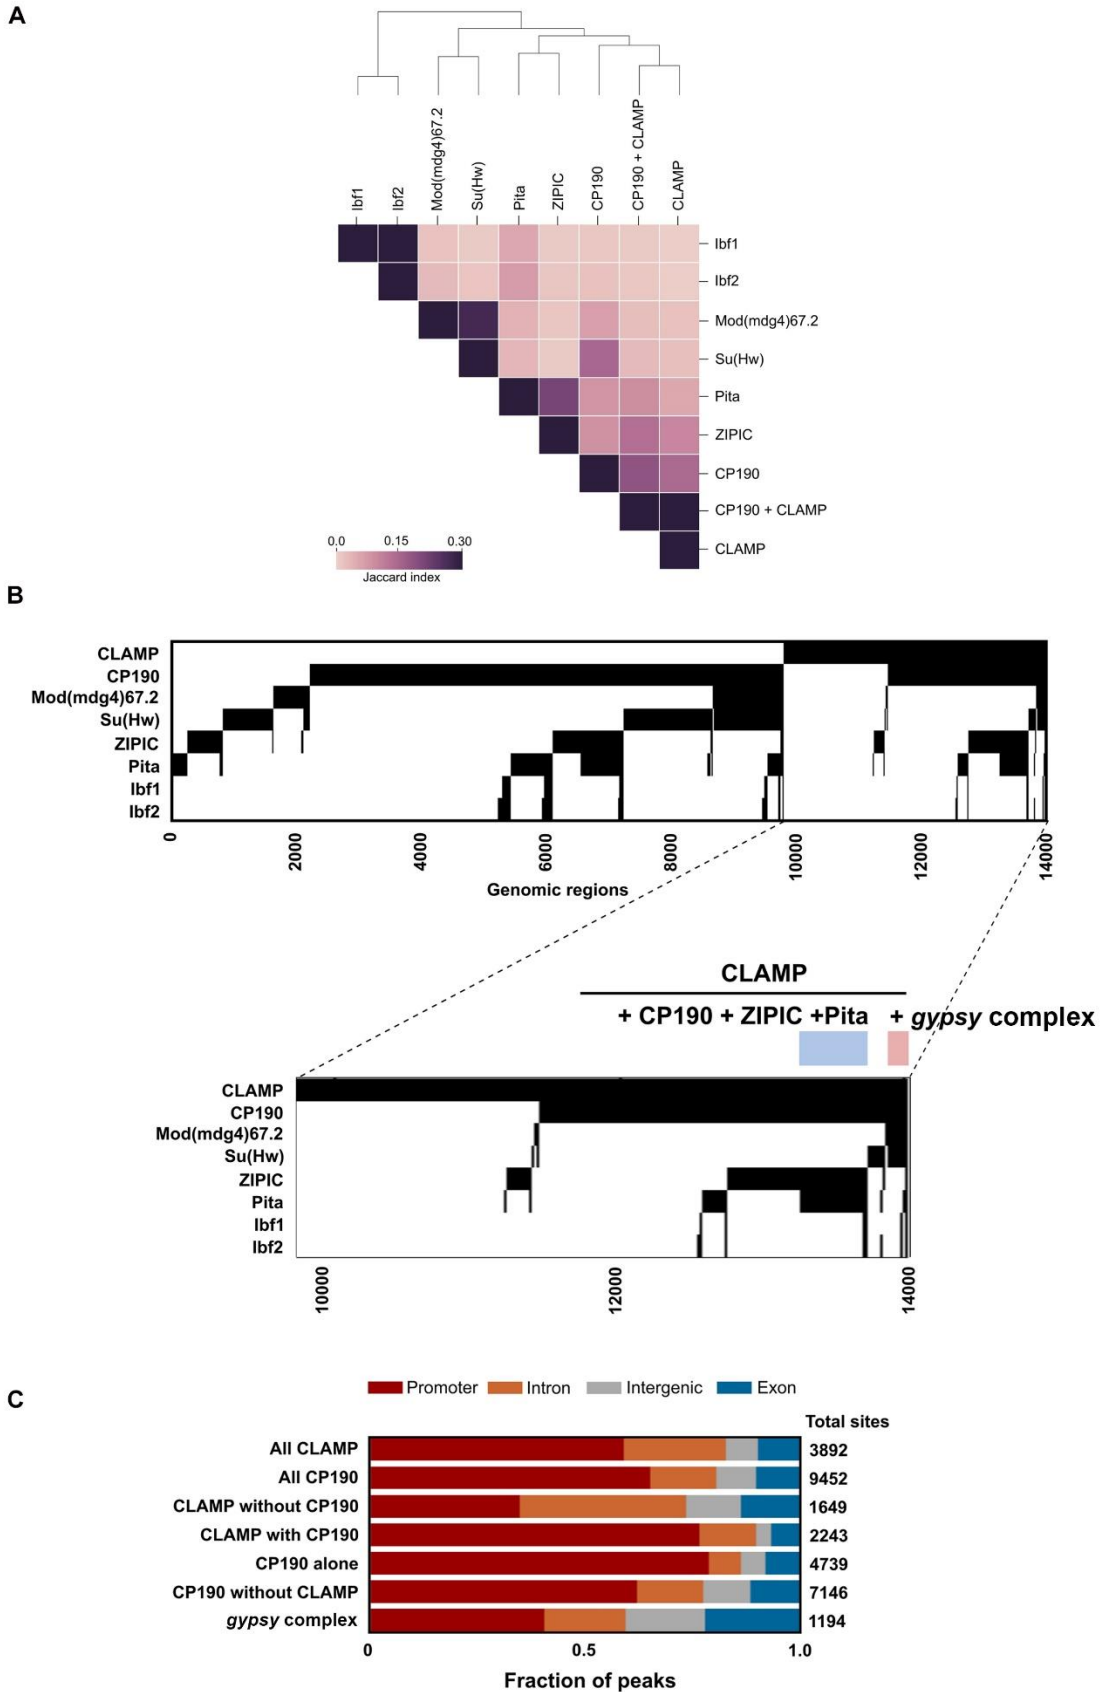 A
Ibf1
Ibf2
Mod(mdg4)67.2
Su(Hw)
Pita
ZIPIC
CP190
CP190 + CLAMP
CLAMP
Ibf1
Ibf2
Mod(mdg4)67.2
Su(Hw)
Pita
ZIPIC
CP190
CP190 + CLAMP
CLAMP
0.0 0.15 0.30
Jaccard index
B
CLAMP
CP190
Mod(mdg4)67.2
Su(Hw)
ZIPIC
Pita
Ibf1
Ibf2
0 2000 4000 6000 8000 10000 12000 14000
Genomic regions
CLAMP
+ CP190 + ZIPIC +Pita + gypsy complex
CLAMP
CP190
Mod(mdg4)67.2
Su(Hw)
ZIPIC
Pita
Ibf1
Ibf2
10000 12000 14000
C
Promoter Intron Intergenic Exon
Total sites
All CLAMP 3892
All CP190 9452
CLAMP without CP190 1649
CLAMP with CP190 2243
CP190 alone 4739
CP190 without CLAMP 7146
gypsy complex 1194
0 0.5 1.0
Fraction of peaks